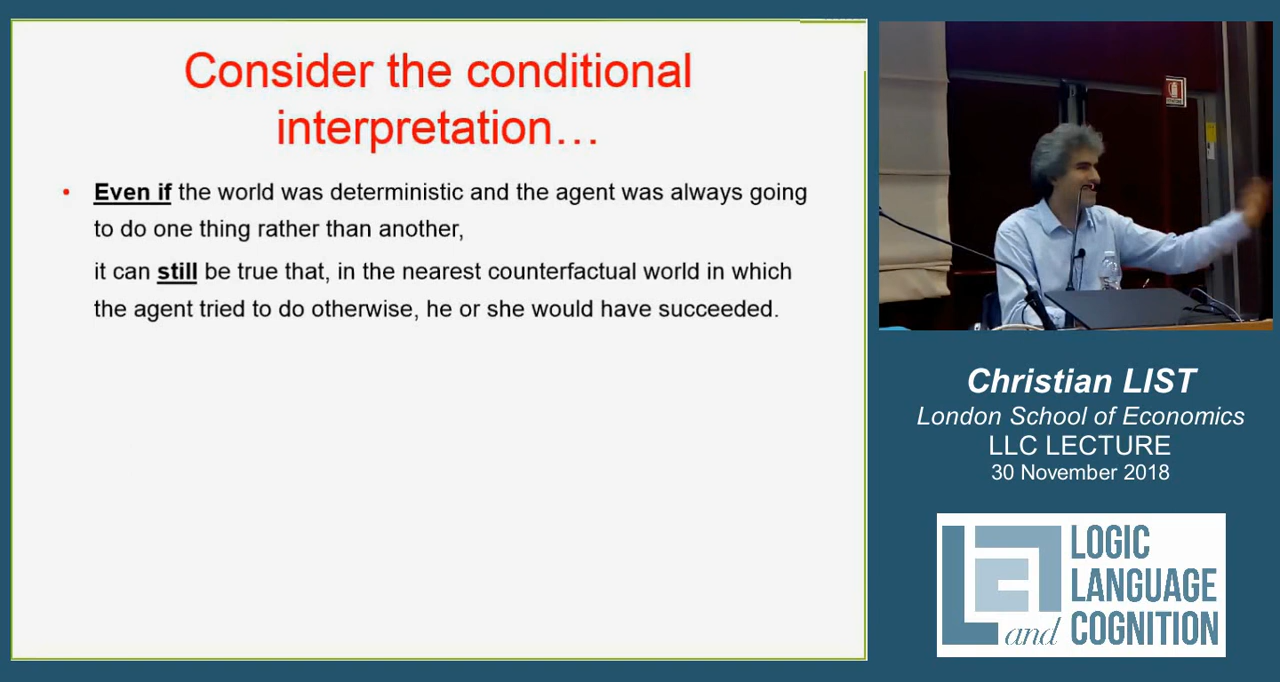 Consider the conditional
interpretation…
• Even if the world was deterministic and the agent was always going
to do one thing rather than another,
it can still be true that, in the nearest counterfactual world in which
the agent tried to do otherwise, he or she would have succeeded.
Christian LIST
London School of Economics
LLC LECTURE
30 November 2018
LOGIC
LANGUAGE
and COGNITION